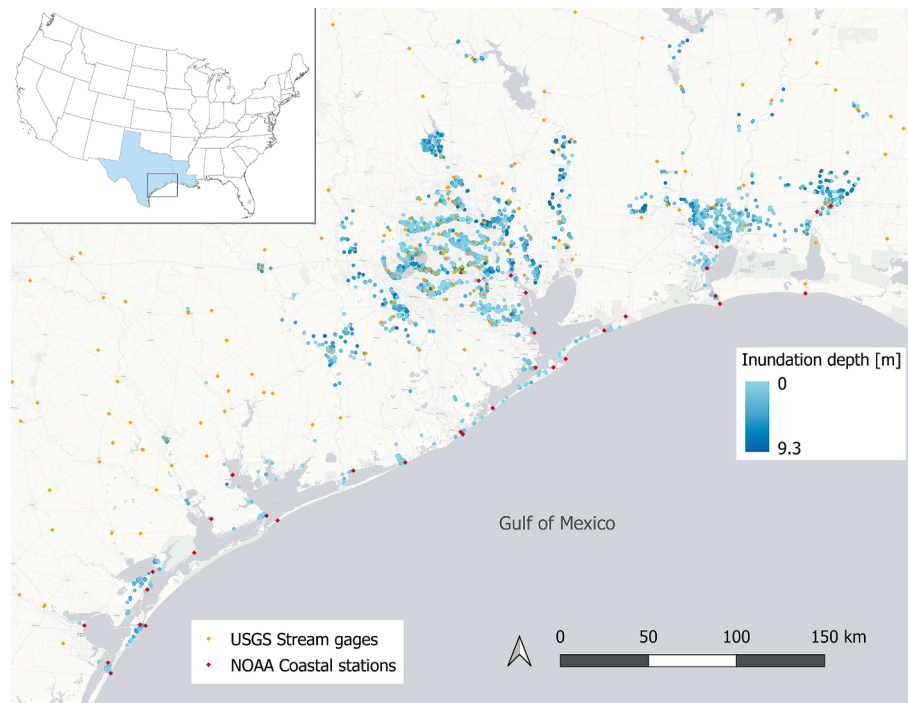 Inundation depth [m]
0
9.3
Gulf of Mexico
USGS Stream gages
NOAA Coastal stations
0 50 100 150 km